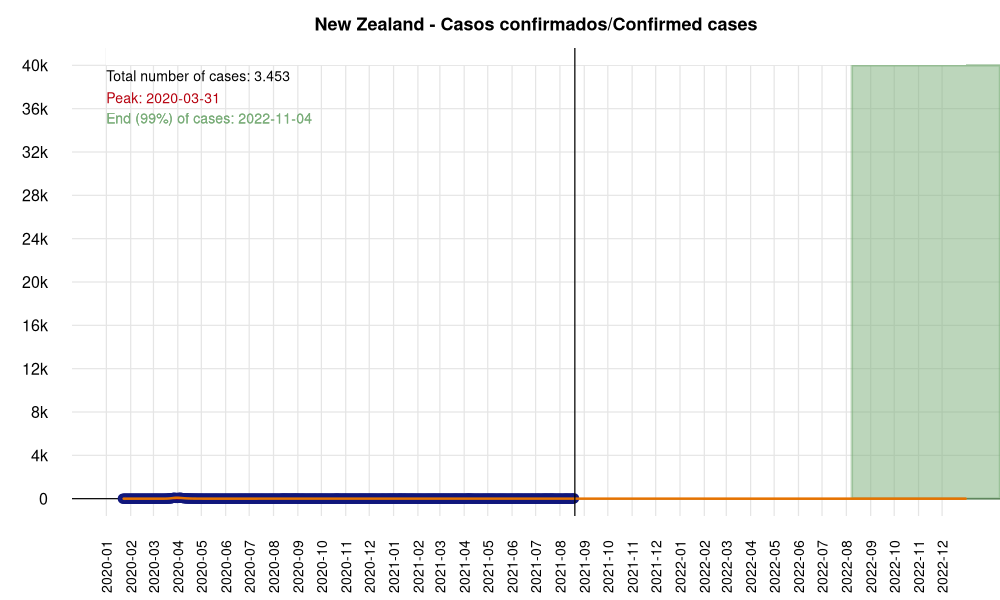 New Zealand - Casos confirmados/Confirmed cases
Total number of cases: 3.453
Peak: 2020-03-31
End (99%) of cases: 2022-11-04
40k
36k
32k
28k
24k
20k
16k
12k
8k
4k
0
2020-01
2020-02
2020-03
2020-04
2020-05
2020-06
2020-07
2020-08
2020-09
2020-10
2020-11
2020-12
2021-01
2021-02
2021-03
2021-04
2021-05
2021-06
2021-07
2021-08
2021-09
2021-10
2021-11
2021-12
2022-01
2022-02
2022-03
2022-04
2022-05
2022-06
2022-07
2022-08
2022-09
2022-10
2022-11
2022-12